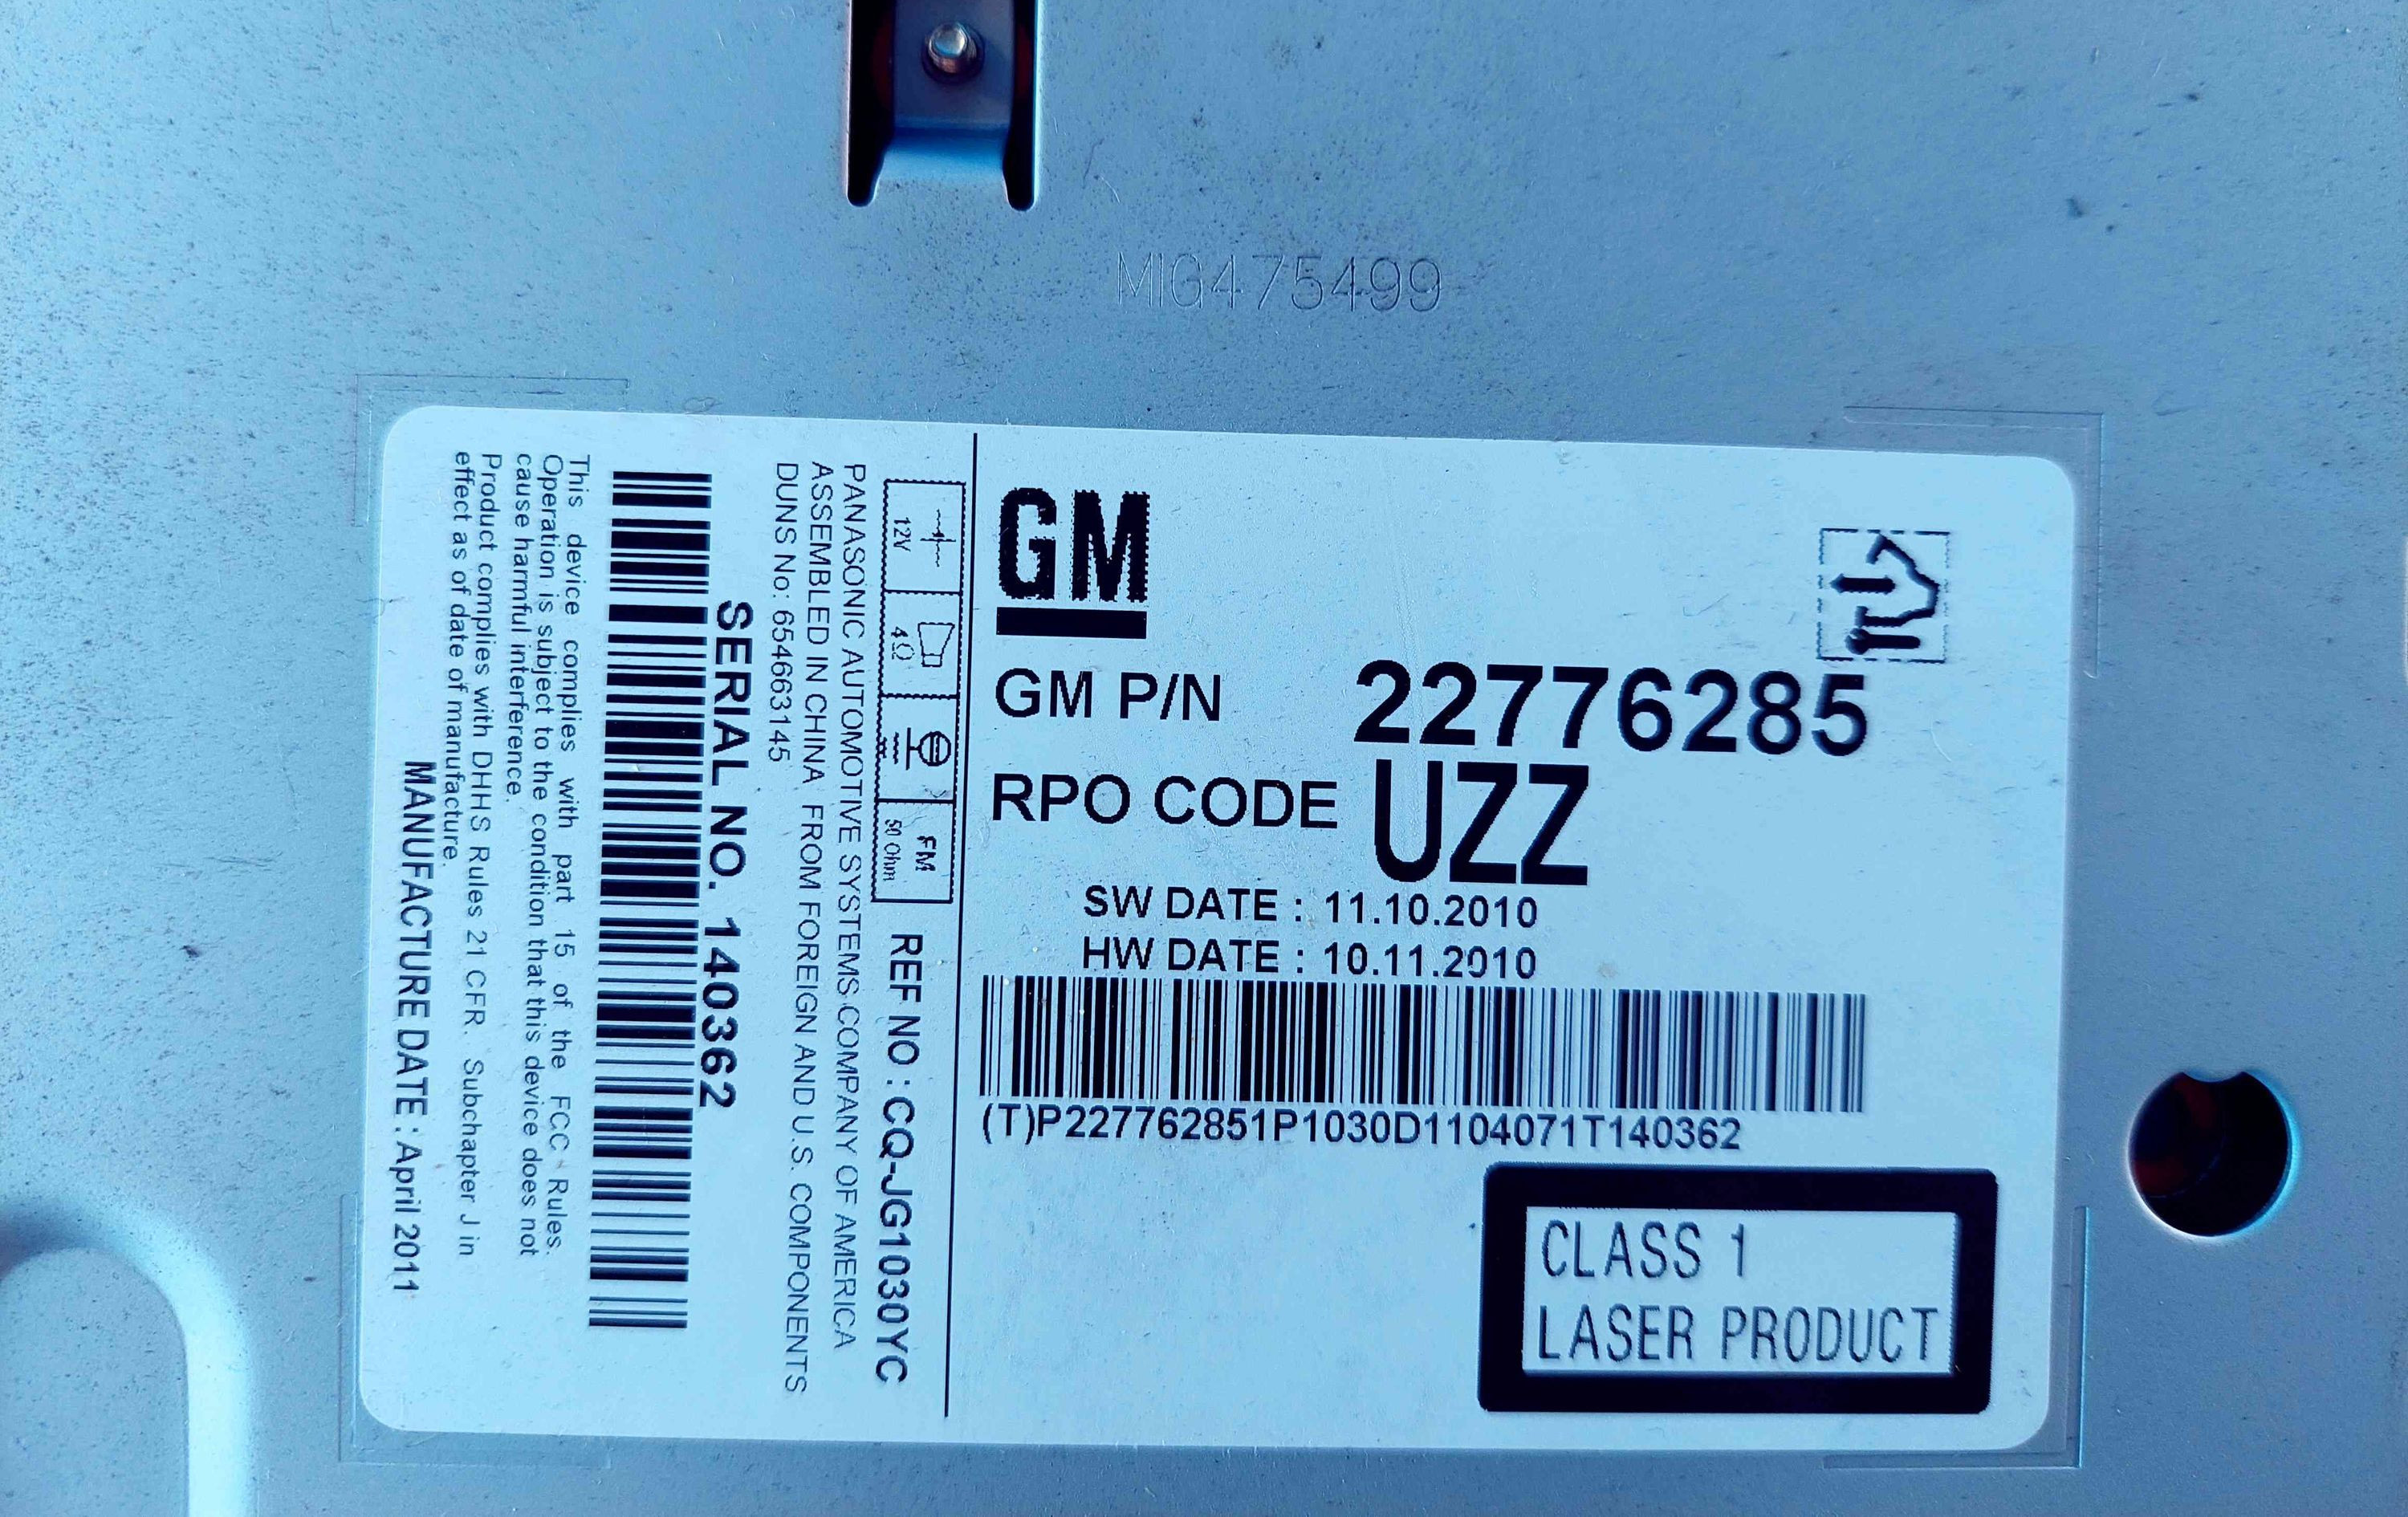 MIG475499
GM
GM P/N 22776285
RPO CODE UZZ
SW DATE : 11.10.2010
HW DATE : 10.11.2010
(T)P227762851P1030D1104071T140362
CLASS 1
LASER PRODUCT
12V
4Ω
FM
50 Ohm
REF NO : CQ-JG1030YC
PANASONIC AUTOMOTIVE SYSTEMS COMPANY OF AMERICA
ASSEMBLED IN CHINA FROM FOREIGN AND U.S. COMPONENTS
DUNS No: 654663145
SERIAL NO. 140362
This device complies with part 15 of the FCC Rules.
Operation is subject to the condition that this device does not
cause harmful interference.
Product complies with DHHS Rules 21 CFR. Subchapter J in
effect as of date of manufacture.
MANUFACTURE DATE : April 2011